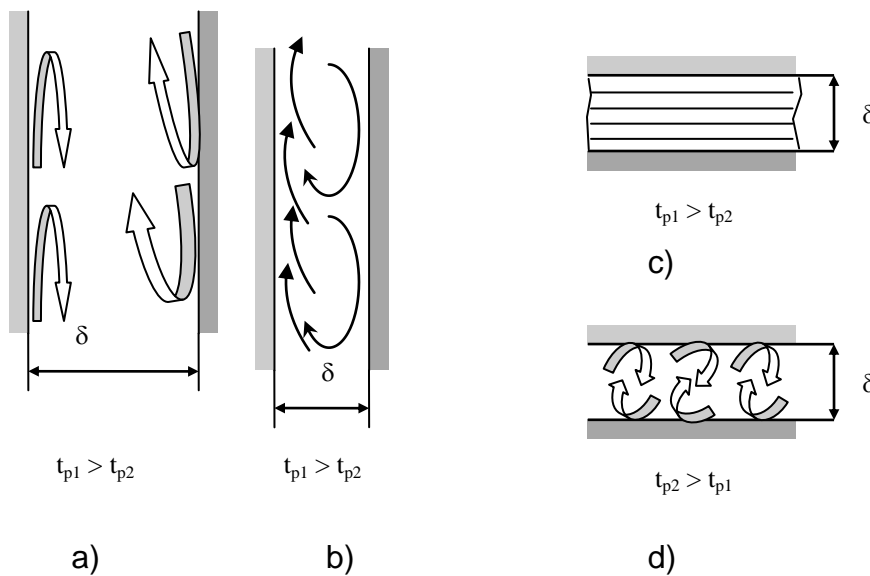 δ
t_p1 > t_p2
a)
δ
t_p1 > t_p2
b)
δ
t_p1 > t_p2
c)
δ
t_p2 > t_p1
d)